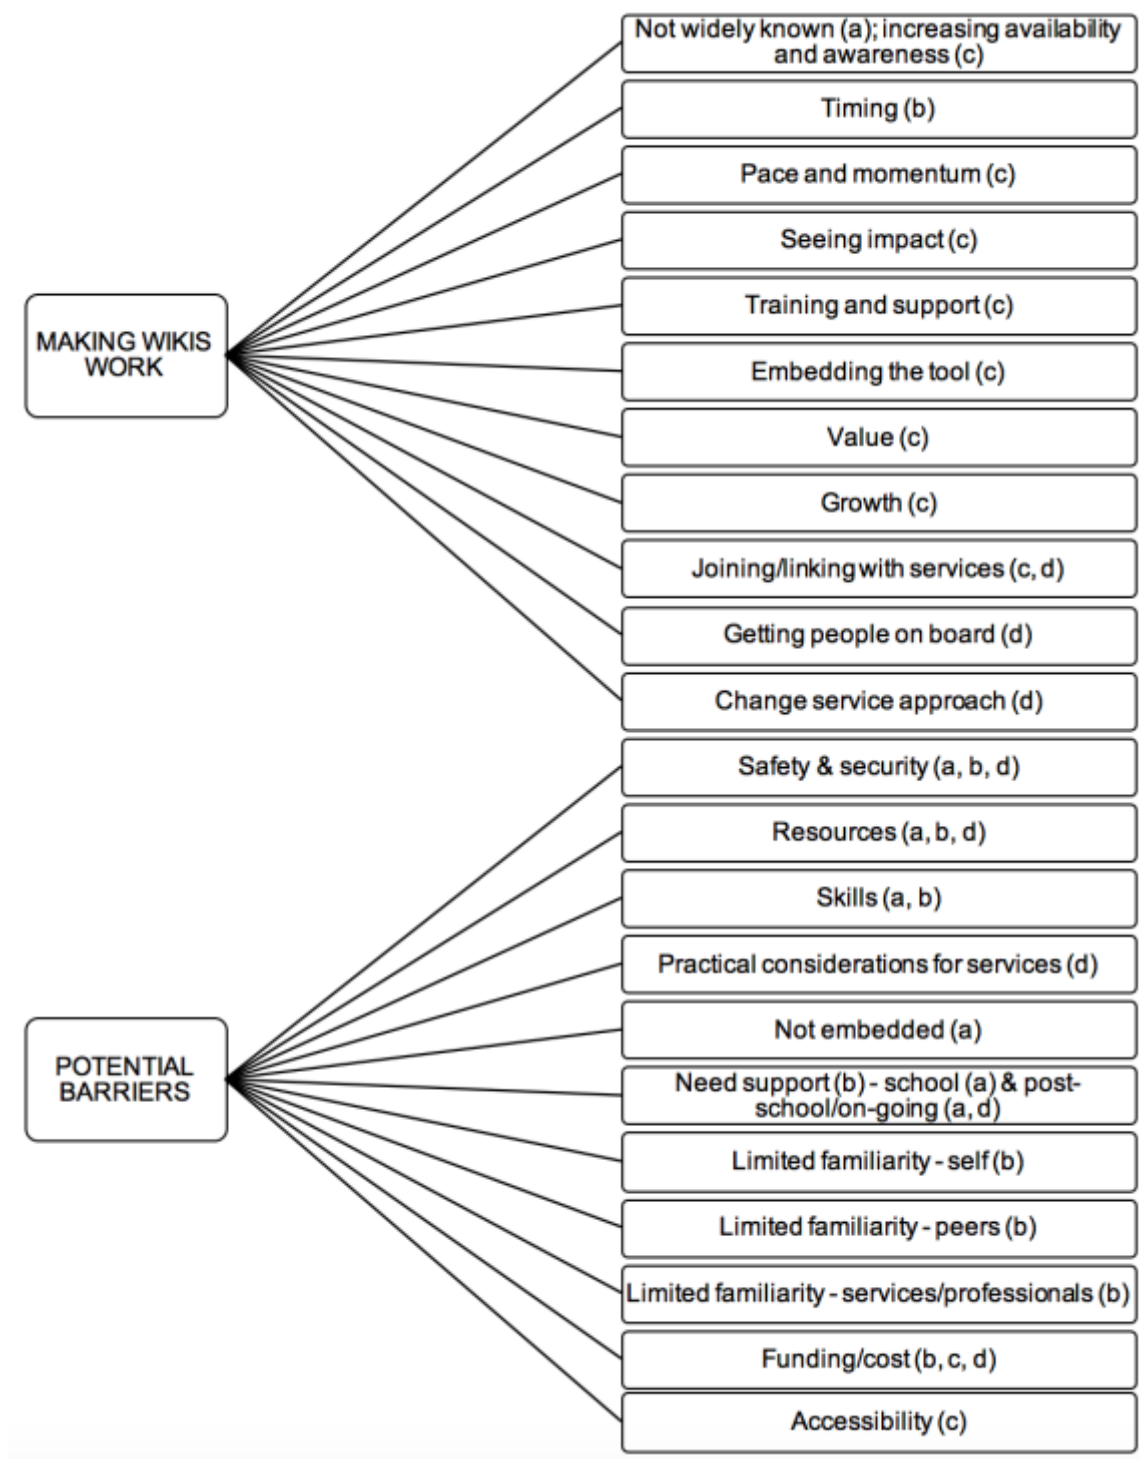 Not widely known (a); increasing availability
and awareness (c)
Timing (b)
Pace and momentum (c)
Seeing impact (c)
Training and support (c)
MAKING WIKIS
WORK
Embedding the tool (c)
Value (c)
Growth (c)
Joining/linking with services (c, d)
Getting people on board (d)
Change service approach (d)
Safety & security (a, b, d)
Resources (a, b, d)
Skills (a, b)
Practical considerations for services (d)
Not embedded (a)
POTENTIAL
BARRIERS
Need support (b) - school (a) & post-
school/on-going (a, d)
Limited familiarity - self (b)
Limited familiarity - peers (b)
Limited familiarity - services/professionals (b)
Funding/cost (b, c, d)
Accessibility (c)